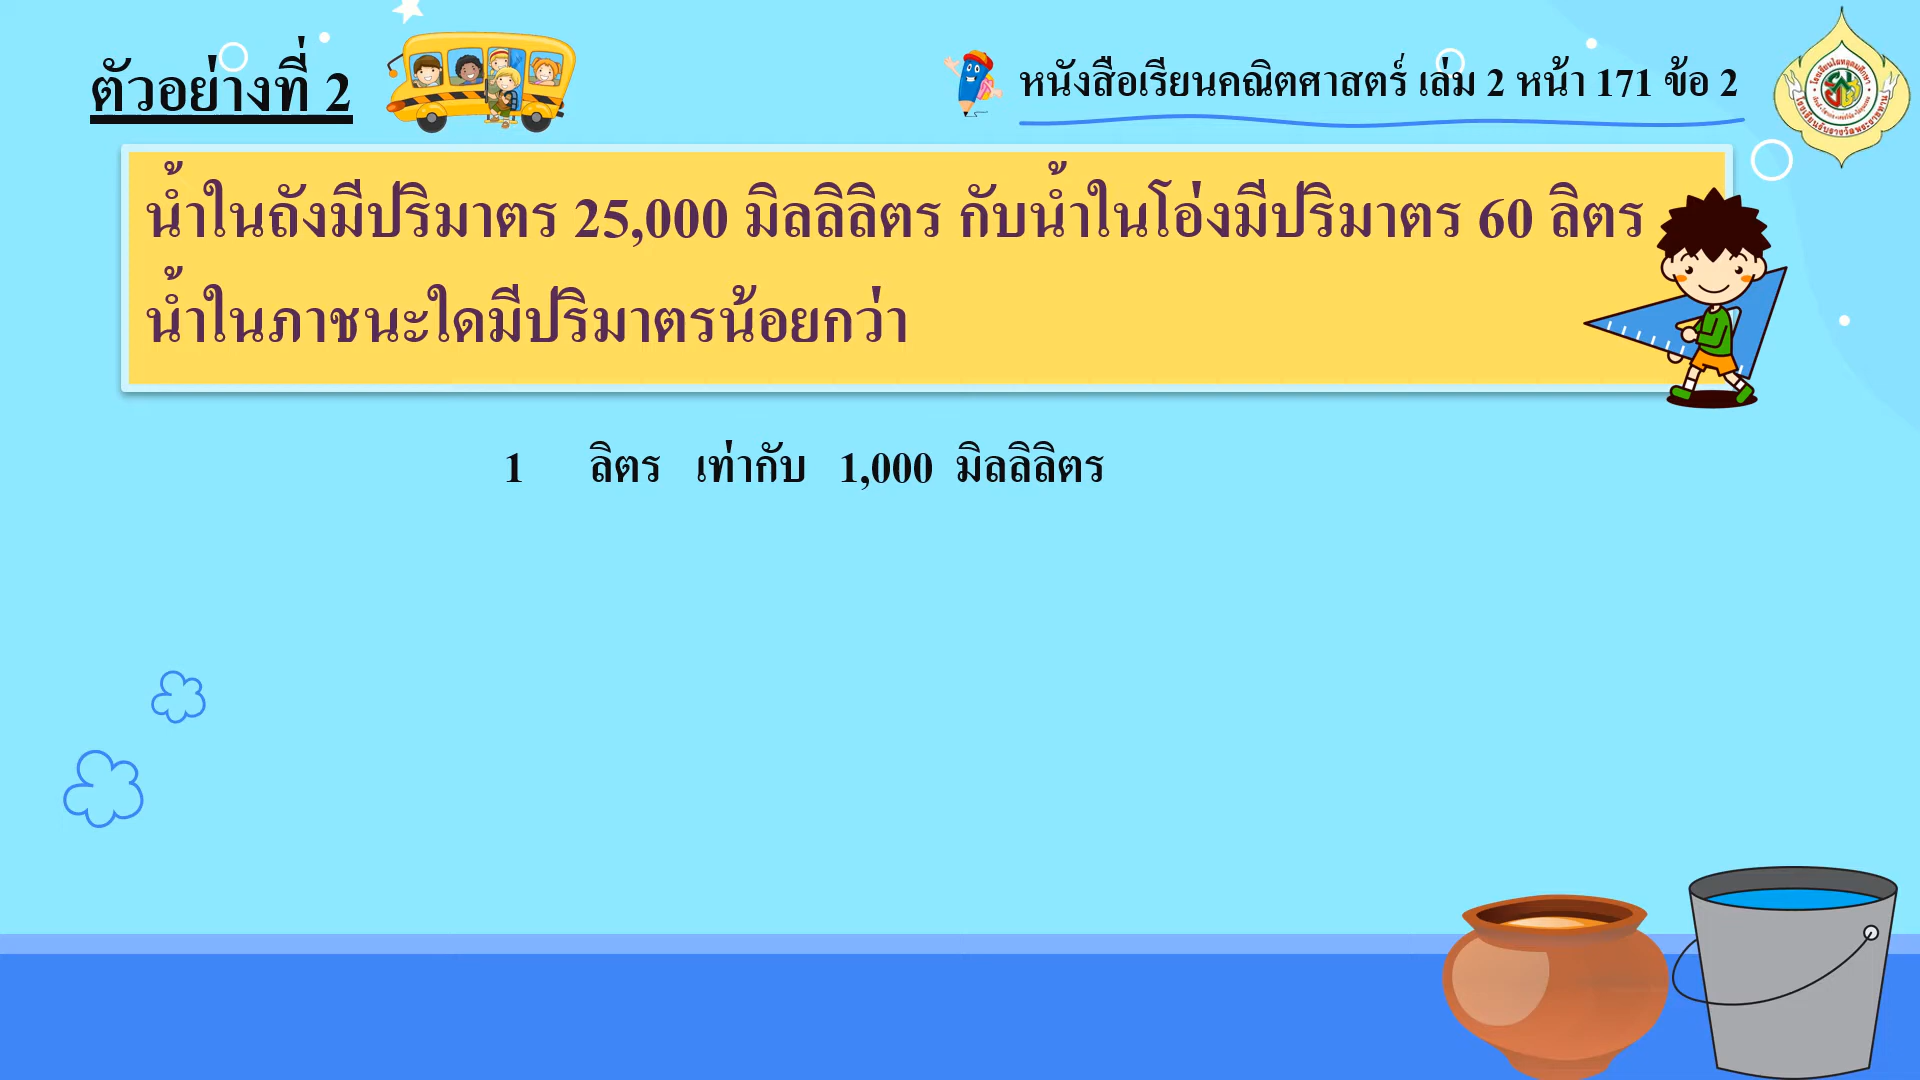 ตัวอย่างที่ 2
หนังสือเรียนคณิตศาสตร์ เล่ม 2 หน้า 171 ข้อ 2
น้ำในถังมีปริมาตร 25,000 มิลลิลิตร กับน้ำในโอ่งมีปริมาตร 60 ลิตร
น้ำในภาชนะใดมีปริมาตรน้อยกว่า
1 ลิตร เท่ากับ 1,000 มิลลิลิตร